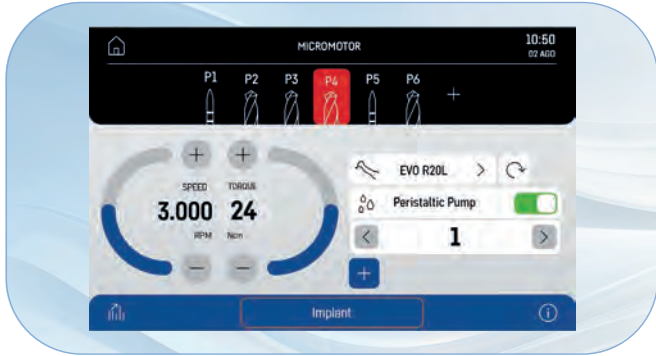 MICROMOTOR
10:50
02 AGO
P1 P2 P3 P4 P5 P6 +
SPEED TORQUE
3.000 24
RPM Ncm
EVO R20L >
Peristaltic Pump
< 1 >
+
Implant